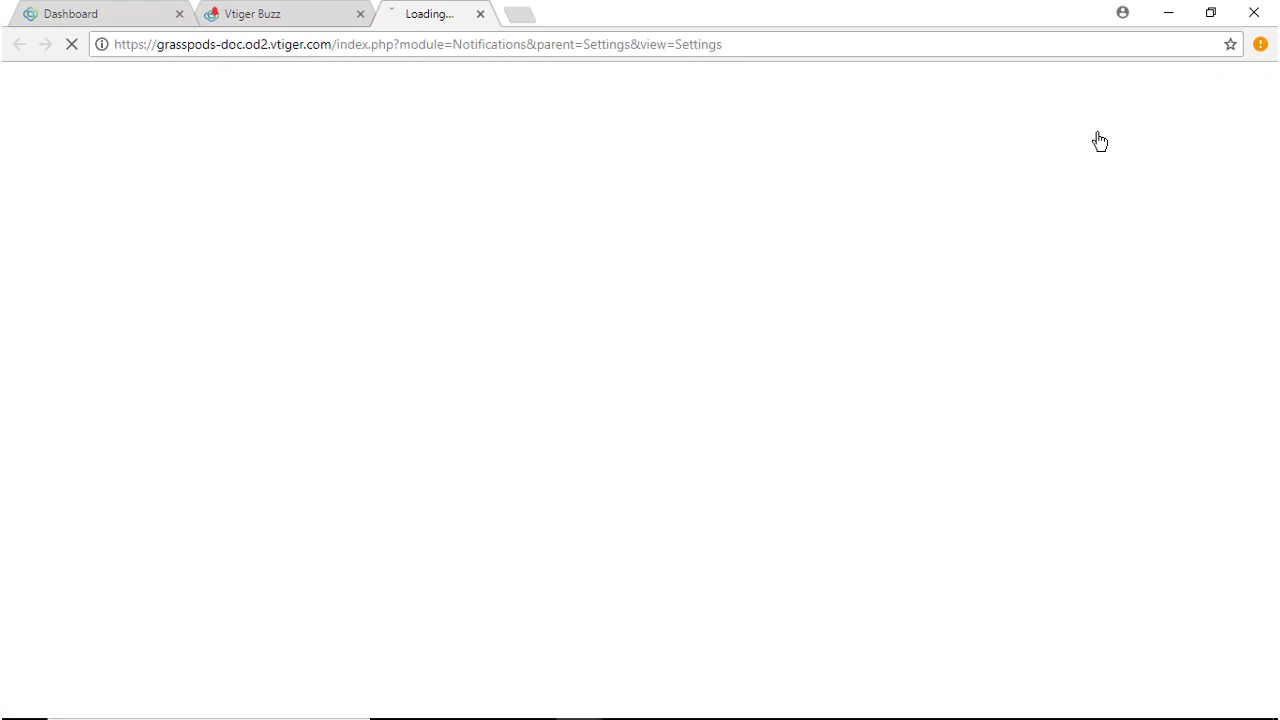 Dashboard
Vtiger Buzz
Loading...
https://grasspods-doc.od2.vtiger.com/index.php?module=Notifications&parent=Settings&view=Settings